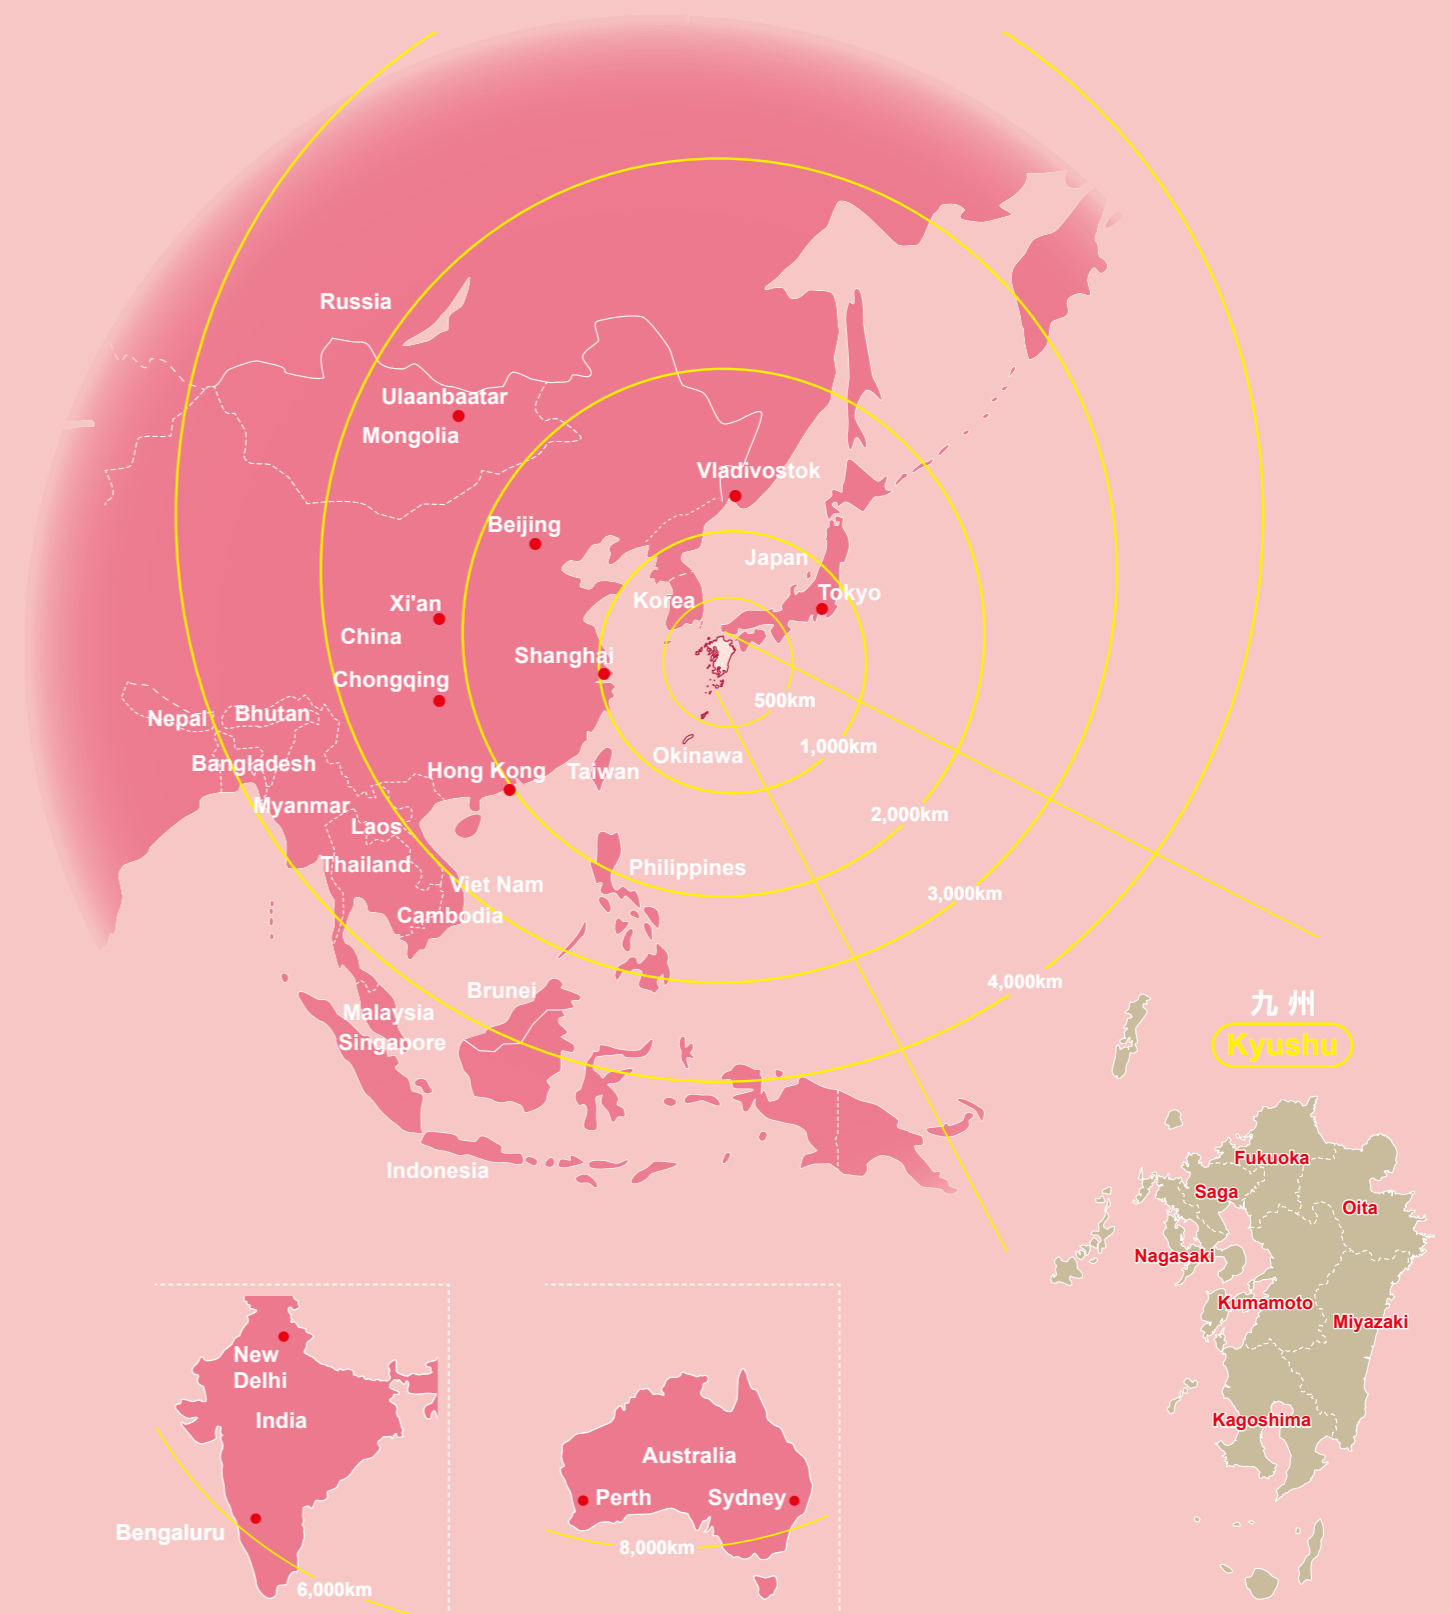 Russia
Ulaanbaatar
Mongolia
Vladivostok
Beijing
Japan
Xi'an
Korea
Tokyo
China
Shanghai
Chongqing
500km
Nepal
Bhutan
1,000km
Okinawa
Bangladesh
Hong Kong
Taiwan
Myanmar
2,000km
Laos
Thailand
Philippines
Viet Nam
3,000km
Cambodia
4,000km
Brunei
Malaysia
Singapore
Indonesia
九州
Kyushu
Fukuoka
Saga
Oita
Nagasaki
Kumamoto
Miyazaki
Kagoshima
New
Delhi
India
Bengaluru
6,000km
Australia
Perth
Sydney
8,000km